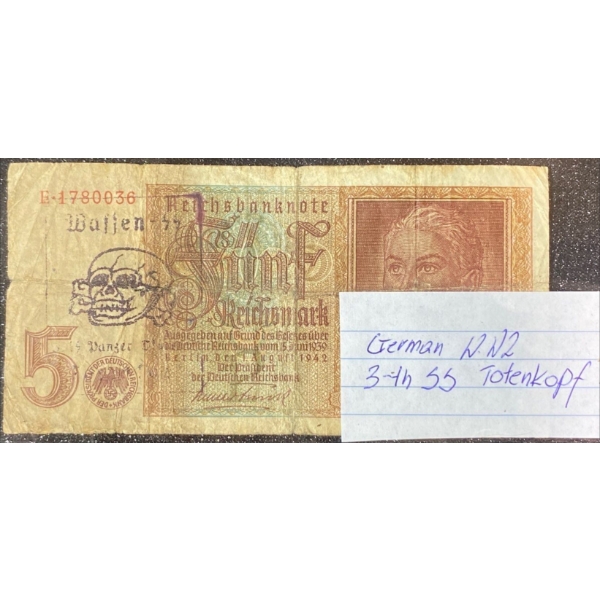 E·1780036
Reichsbanknote
Waffen-
Fünf
Reichsmark
Ausgegeben auf Grund des Gesetzes über
die Deutsche Reichsbank vom 15. Juni 1939
Berlin, den 1. August 1942
Der Präsident
der Deutschen Reichsbank
Panzer
5
German WW2
3-th SS Totenkopf